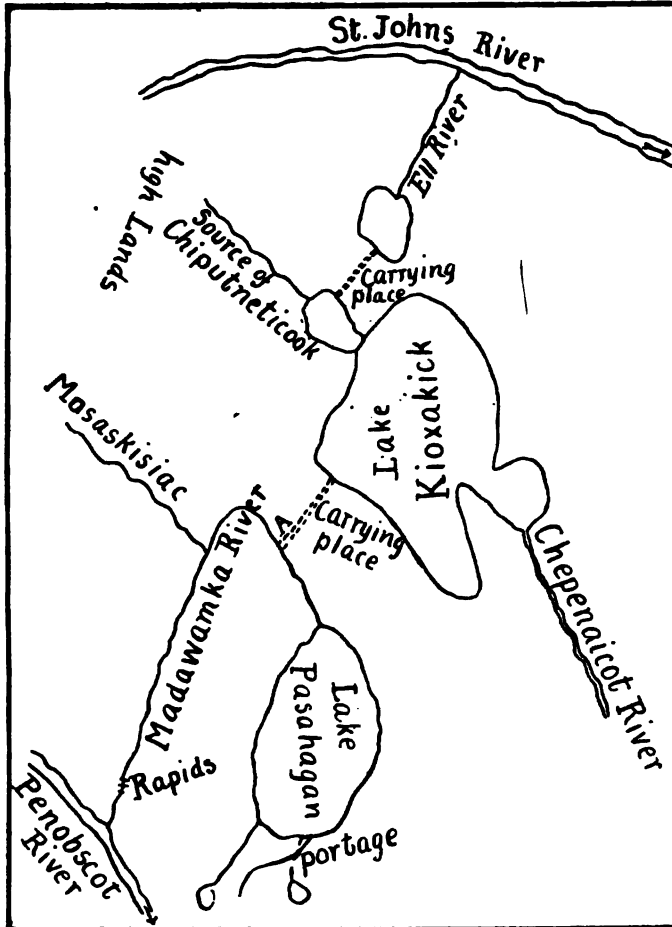 St. Johns River
Ell River
high Lands
Source of
Chiputneticook
Carrying
place
Lake
Kioxakick
Masaskisiac
Madawamka River
A
Carrying
place
Chepenaicot River
Lake
Pasahagan
Rapids
Penobscot
River
portage